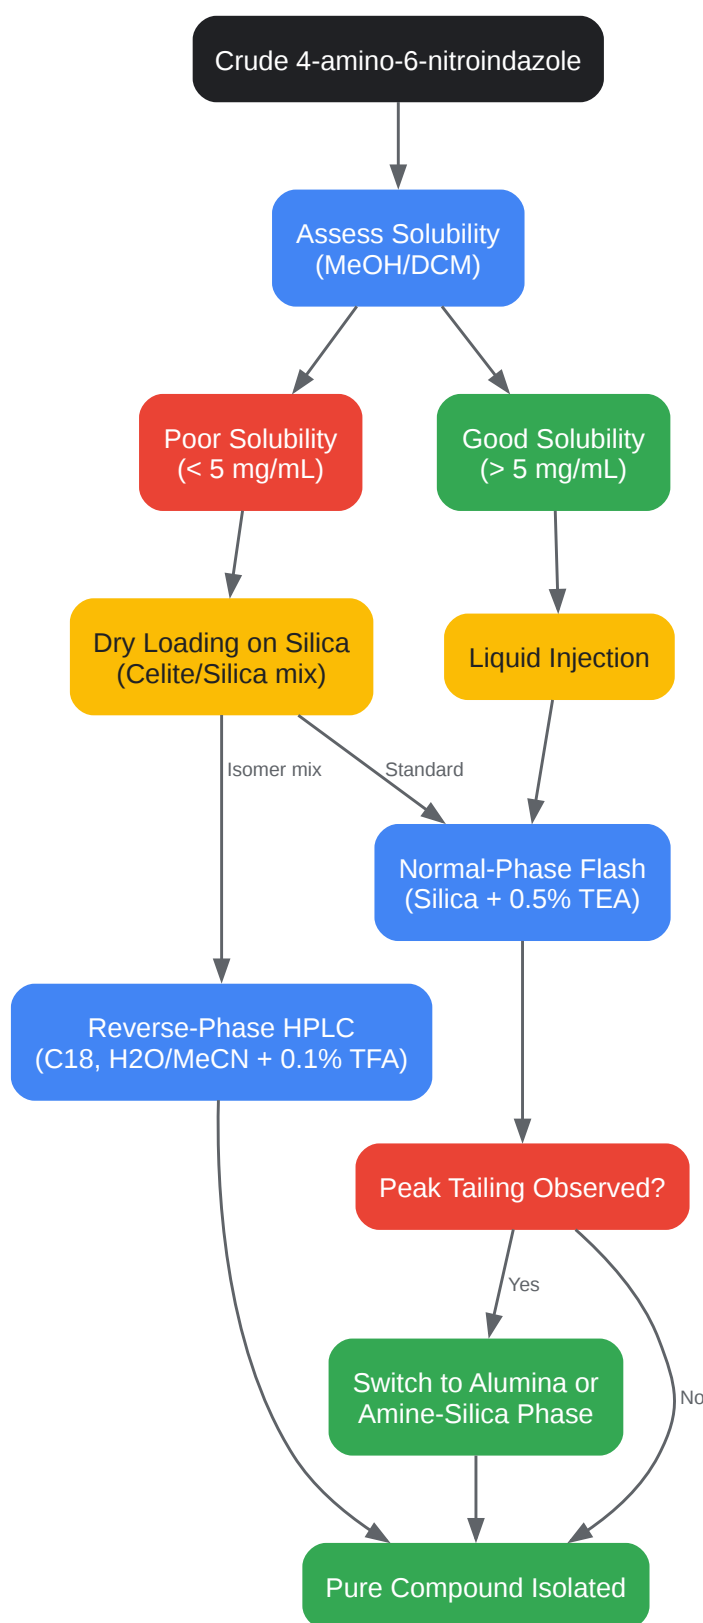 Crude 4-amino-6-nitroindazole
Assess Solubility
(MeOH/DCM)
Poor Solubility
(< 5 mg/mL)
Good Solubility
(> 5 mg/mL)
Dry Loading on Silica
(Celite/Silica mix)
Liquid Injection
Isomer mix
Standard
Normal-Phase Flash
(Silica + 0.5% TEA)
Reverse-Phase HPLC
(C18, H2O/MeCN + 0.1% TFA)
Peak Tailing Observed?
Yes
Switch to Alumina or
Amine-Silica Phase
No
Pure Compound Isolated